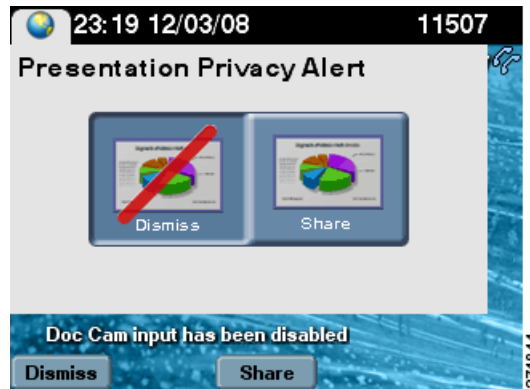 23:19 12/03/08 11507
Presentation Privacy Alert
Dismiss Share
Doc Cam input has been disabled
Dismiss Share